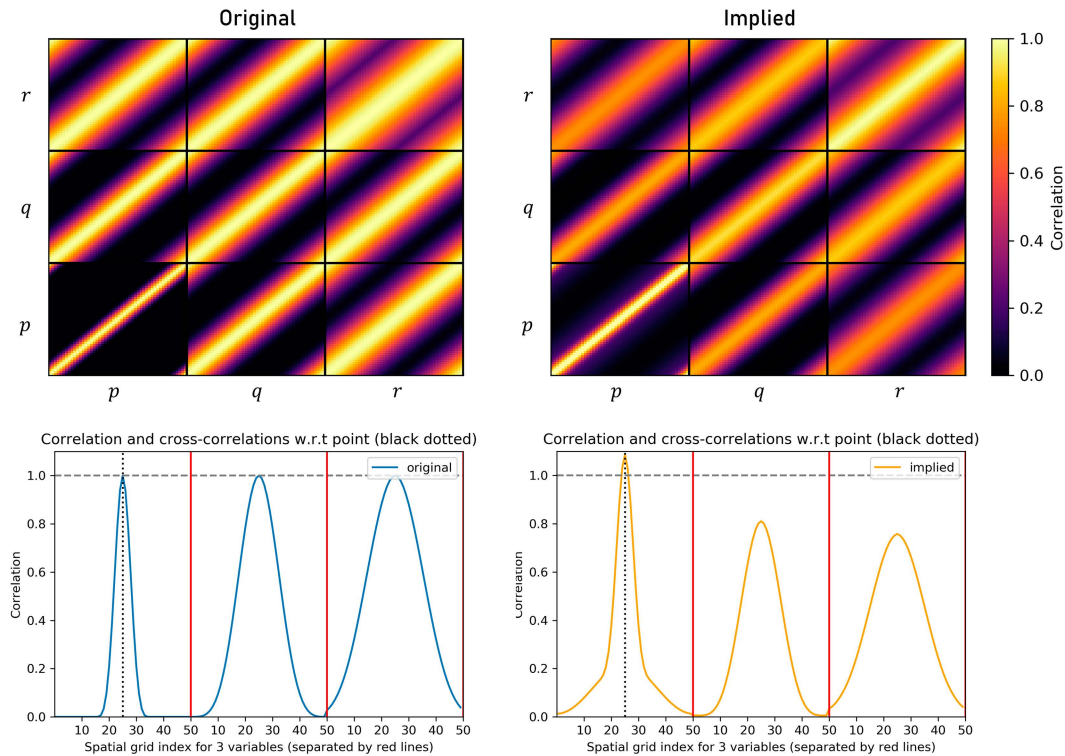 Original
Implied
r
q
p
p q r
r
q
p
p q r
1.0
0.8
0.6
0.4
0.2
0.0
Correlation
Correlation and cross-correlations w.r.t point (black dotted)
original
1.0
0.8
0.6
0.4
0.2
0.0
Correlation
10 20 30 40 50 10 20 30 40 50 10 20 30 40 50
Spatial grid index for 3 variables (separated by red lines)
Correlation and cross-correlations w.r.t point (black dotted)
implied
1.0
0.8
0.6
0.4
0.2
0.0
Correlation
10 20 30 40 50 10 20 30 40 50 10 20 30 40 50
Spatial grid index for 3 variables (separated by red lines)